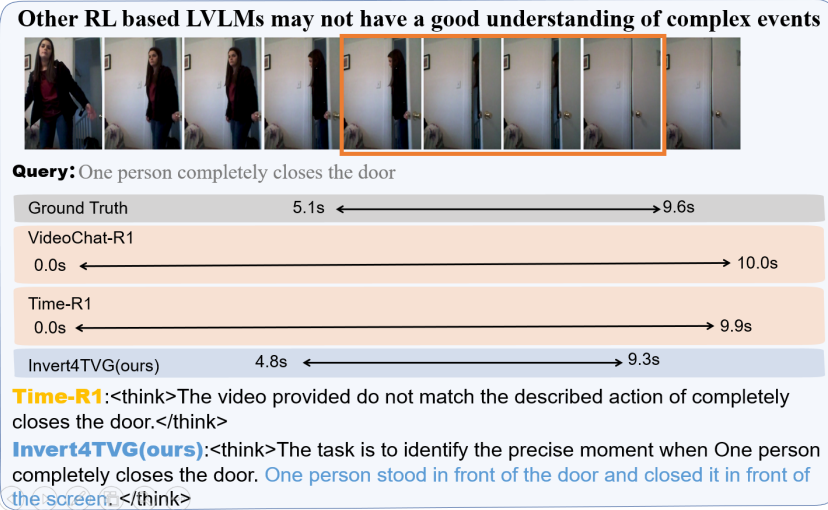 Other RL based LVLMs may not have a good understanding of complex events
Query: One person completely closes the door
Ground Truth 5.1s 9.6s
VideoChat-R1
0.0s 10.0s
Time-R1
0.0s 9.9s
Invert4TVG(ours) 4.8s 9.3s
Time-R1:<think>The video provided do not match the described action of completely
closes the door.</think>
Invert4TVG(ours):<think>The task is to identify the precise moment when One person
completely closes the door. One person stood in front of the door and closed it in front of
the screen. </think>